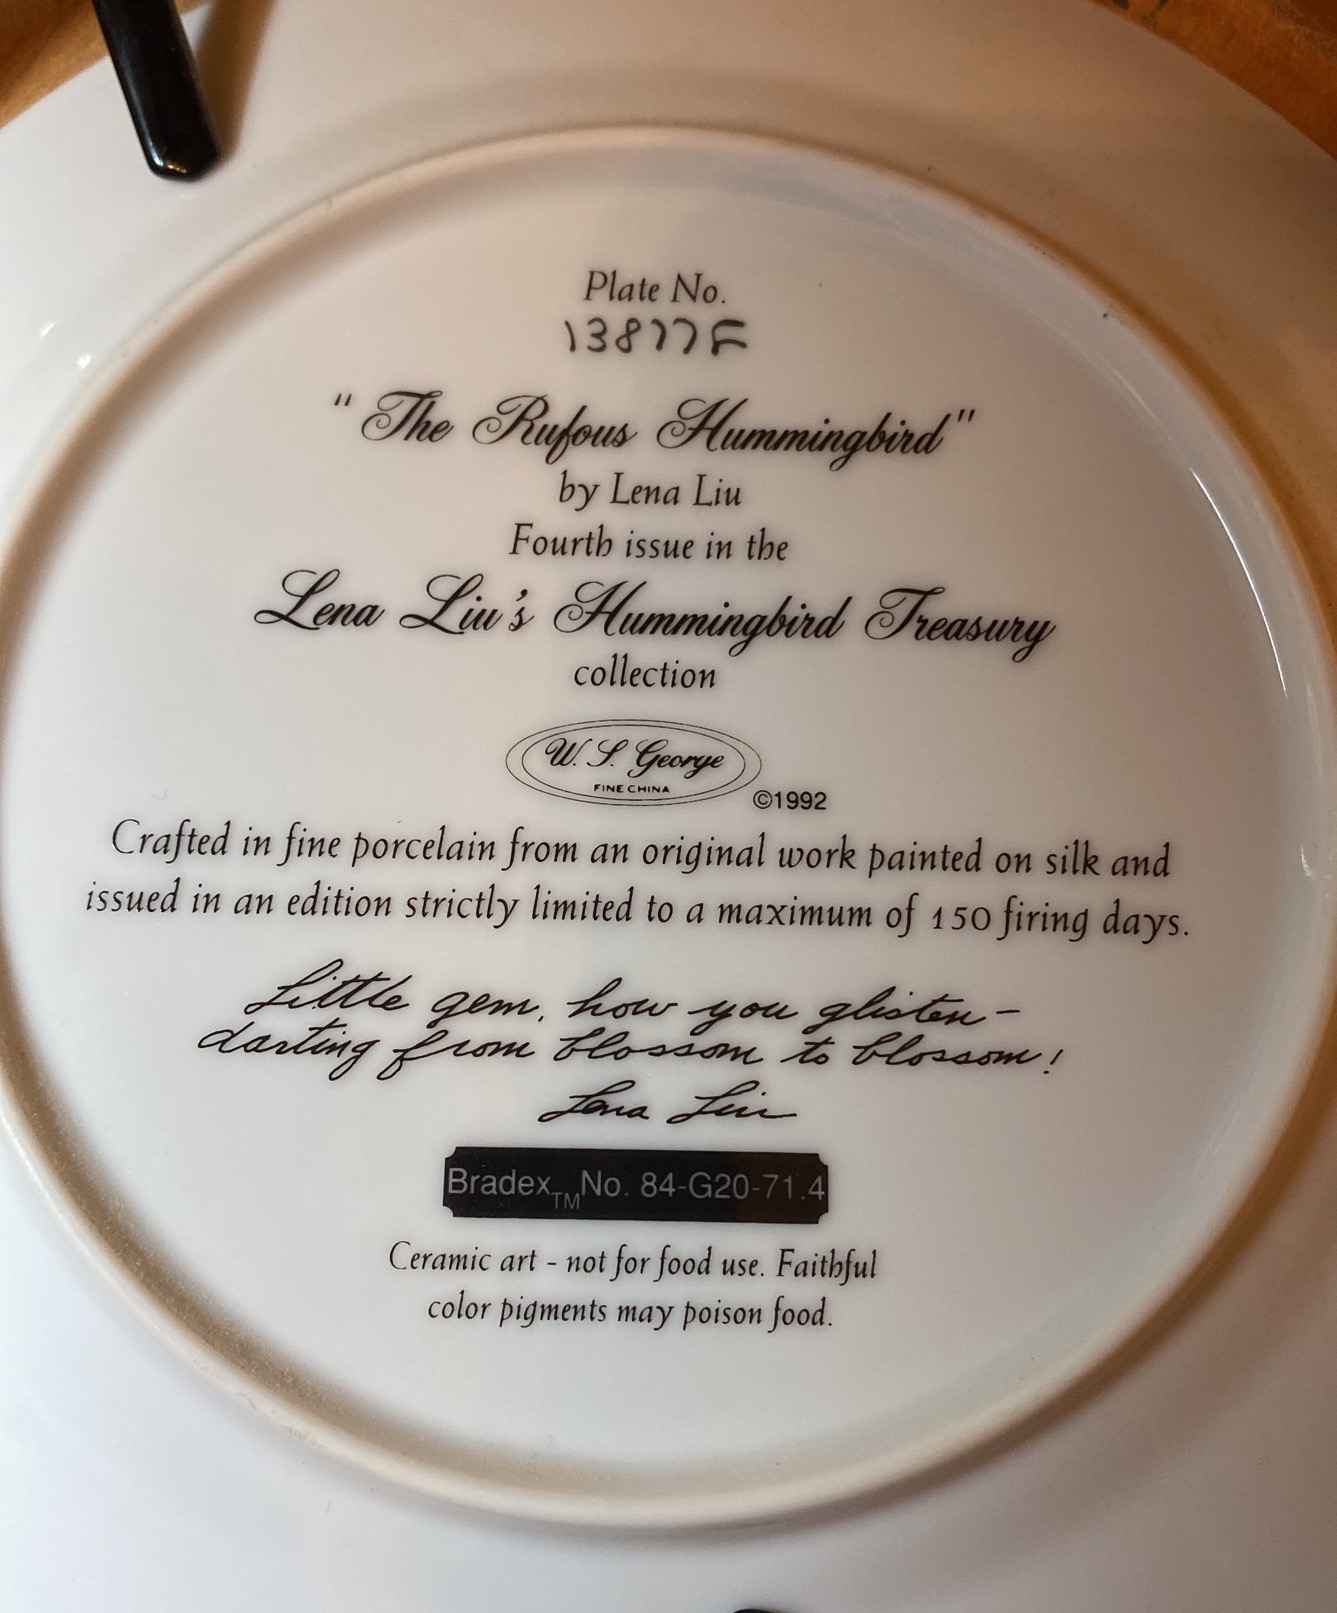 Plate No.
13877F
"The Rufous Hummingbird"
by Lena Liu
Fourth issue in the
Lena Liu's Hummingbird Treasury
collection
W. S. George
FINE CHINA
©1992
Crafted in fine porcelain from an original work painted on silk and
issued in an edition strictly limited to a maximum of 150 firing days.
Little gem, how you glisten-
darting from blossom to blossom!
Lena Liu
Bradex™ No. 84-G20-71.4
Ceramic art - not for food use. Faithful
color pigments may poison food.